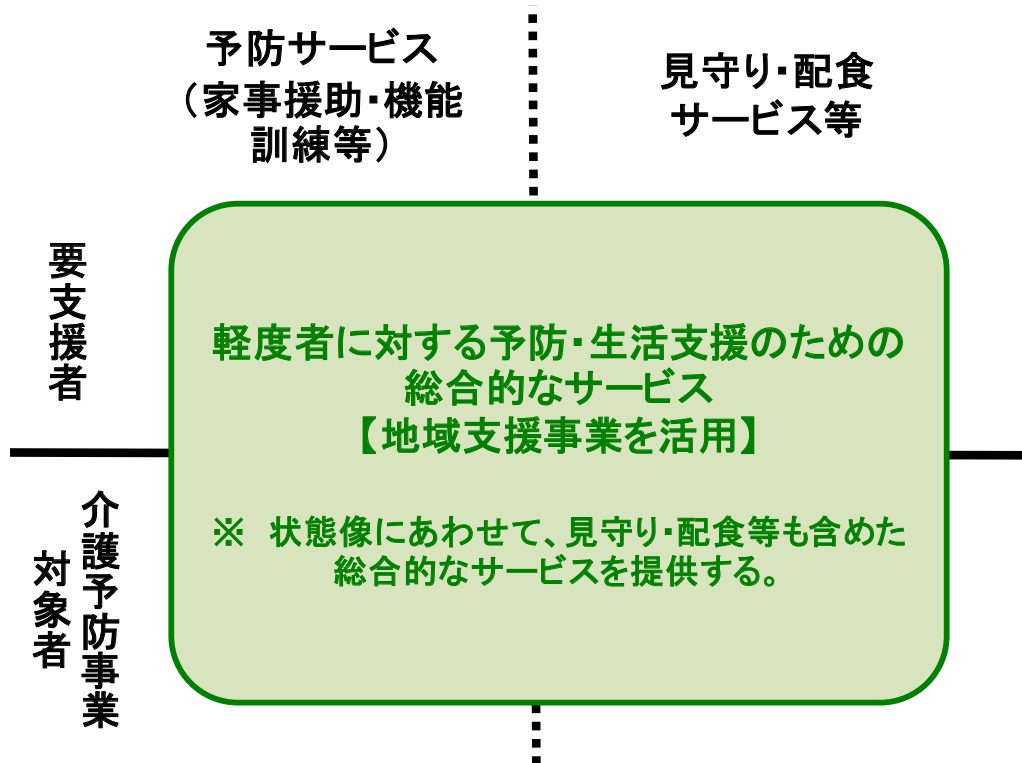 予防サービス
（家事援助・機能
訓練等）
見守り・配食
サービス等
要支援者
軽度者に対する予防・生活支援のための
総合的なサービス
【地域支援事業を活用】
※　状態像にあわせて、見守り・配食等も含めた
総合的なサービスを提供する。
介護予防事業
対象者